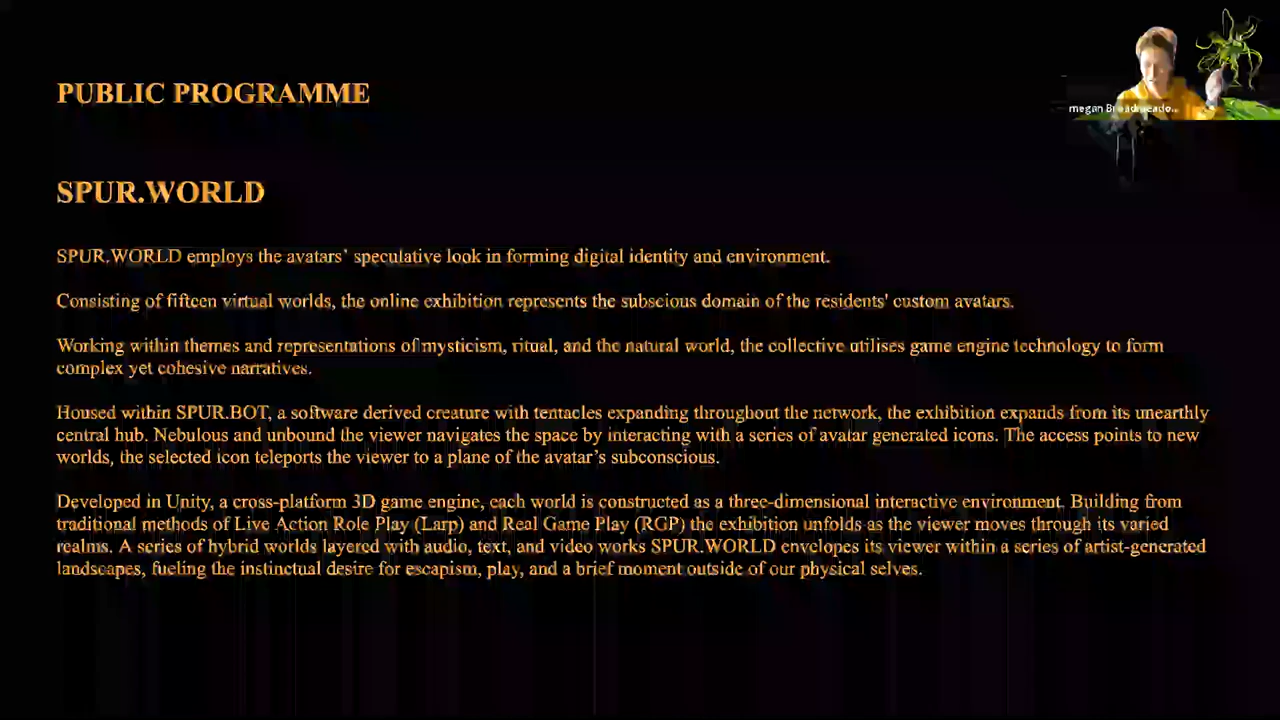 PUBLIC PROGRAMME
megan Broadmeado...
SPUR.WORLD
SPUR.WORLD employs the avatars' speculative look in forming digital identity and environment.
Consisting of fifteen virtual worlds, the online exhibition represents the subscious domain of the residents' custom avatars.
Working within themes and representations of mysticism, ritual, and the natural world, the collective utilises game engine technology to form
complex yet cohesive narratives.
Housed within SPUR.BOT, a software derived creature with tentacles expanding throughout the network, the exhibition expands from its unearthly
central hub. Nebulous and unbound the viewer navigates the space by interacting with a series of avatar generated icons. The access points to new
worlds, the selected icon teleports the viewer to a plane of the avatar's subconscious.
Developed in Unity, a cross-platform 3D game engine, each world is constructed as a three-dimensional interactive environment. Building from
traditional methods of Live Action Role Play (Larp) and Real Game Play (RGP) the exhibition unfolds as the viewer moves through its varied
realms. A series of hybrid worlds layered with audio, text, and video works SPUR.WORLD envelopes its viewer within a series of artist-generated
landscapes, fueling the instinctual desire for escapism, play, and a brief moment outside of our physical selves.